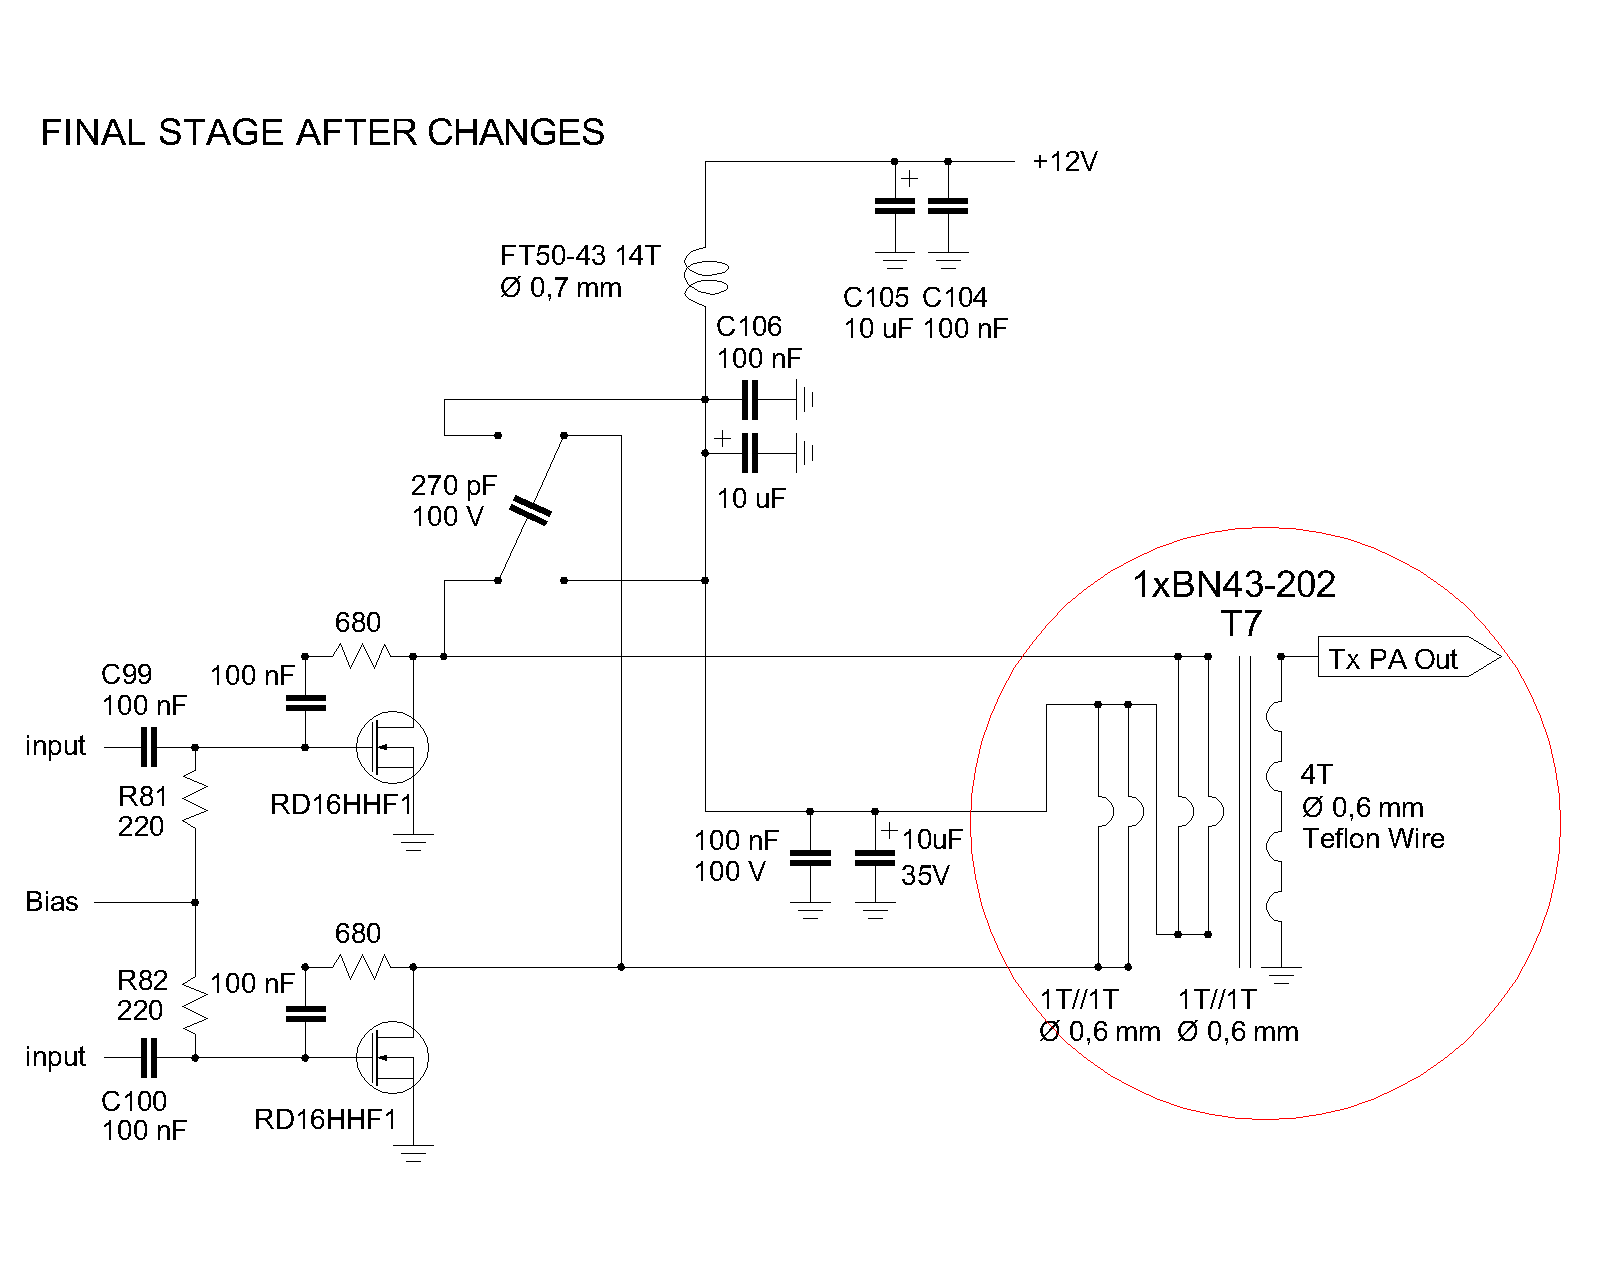 FINAL STAGE AFTER CHANGES
+12V
+
FT50-43 14T
Ø 0,7 mm
C105 C104
10 uF 100 nF
C106
100 nF
+
10 uF
270 pF
100 V
1xBN43-202
T7
680
Tx PA Out
C99
100 nF
100 nF
input
R81
220
RD16HHF1
4T
Ø 0,6 mm
Teflon Wire
100 nF
100 V
+
10uF
35V
Bias
680
R82
220
100 nF
1T//1T
Ø 0,6 mm
1T//1T
Ø 0,6 mm
input
C100
100 nF
RD16HHF1